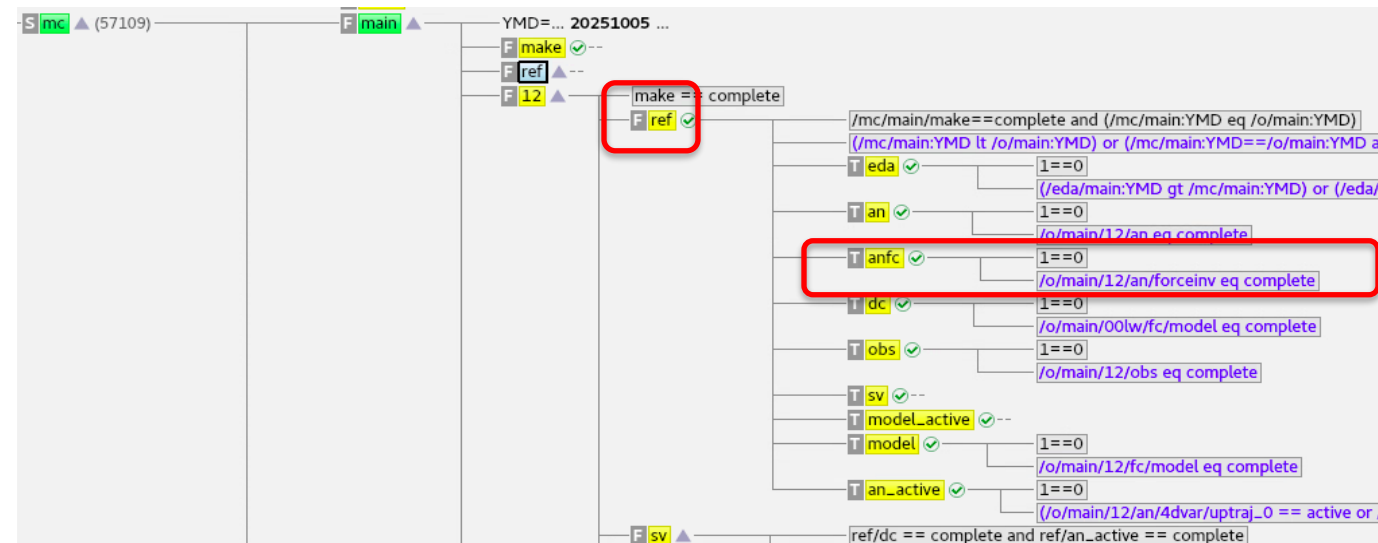 S mc (57109) F main YMD=... 20251005 ...
F make --
F ref --
F 12 make == complete
F ref /mc/main/make==complete and (/mc/main:YMD eq /o/main:YMD)
(/mc/main:YMD lt /o/main:YMD) or (/mc/main:YMD==/o/main:YMD a
T eda 1==0
(/eda/main:YMD gt /mc/main:YMD) or (/eda/
T an 1==0
/o/main/12/an eq complete
T anfc 1==0
/o/main/12/an/forceinv eq complete
T dc 1==0
/o/main/00lw/fc/model eq complete
T obs 1==0
/o/main/12/obs eq complete
T sv --
T model_active --
T model 1==0
/o/main/12/fc/model eq complete
T an_active 1==0
(/o/main/12/an/4dvar/uptraj_0 == active or
F sv ref/dc == complete and ref/an_active == complete